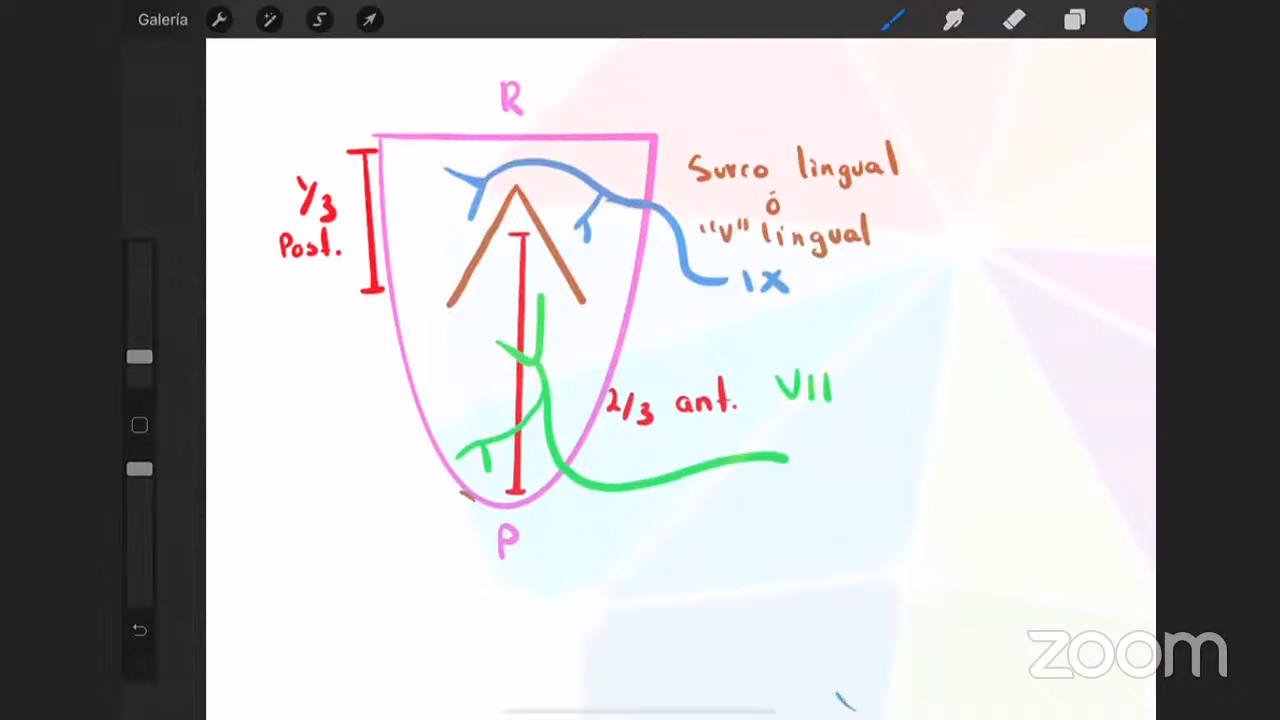 Galería
R
Surco lingual
ó
"V" lingual
1/3
Post.
IX
2/3 ant.
VII
P
zoom